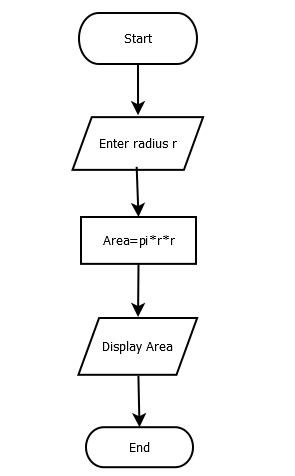 Start
Enter radius r
Area=pi*r*r
Display Area
End